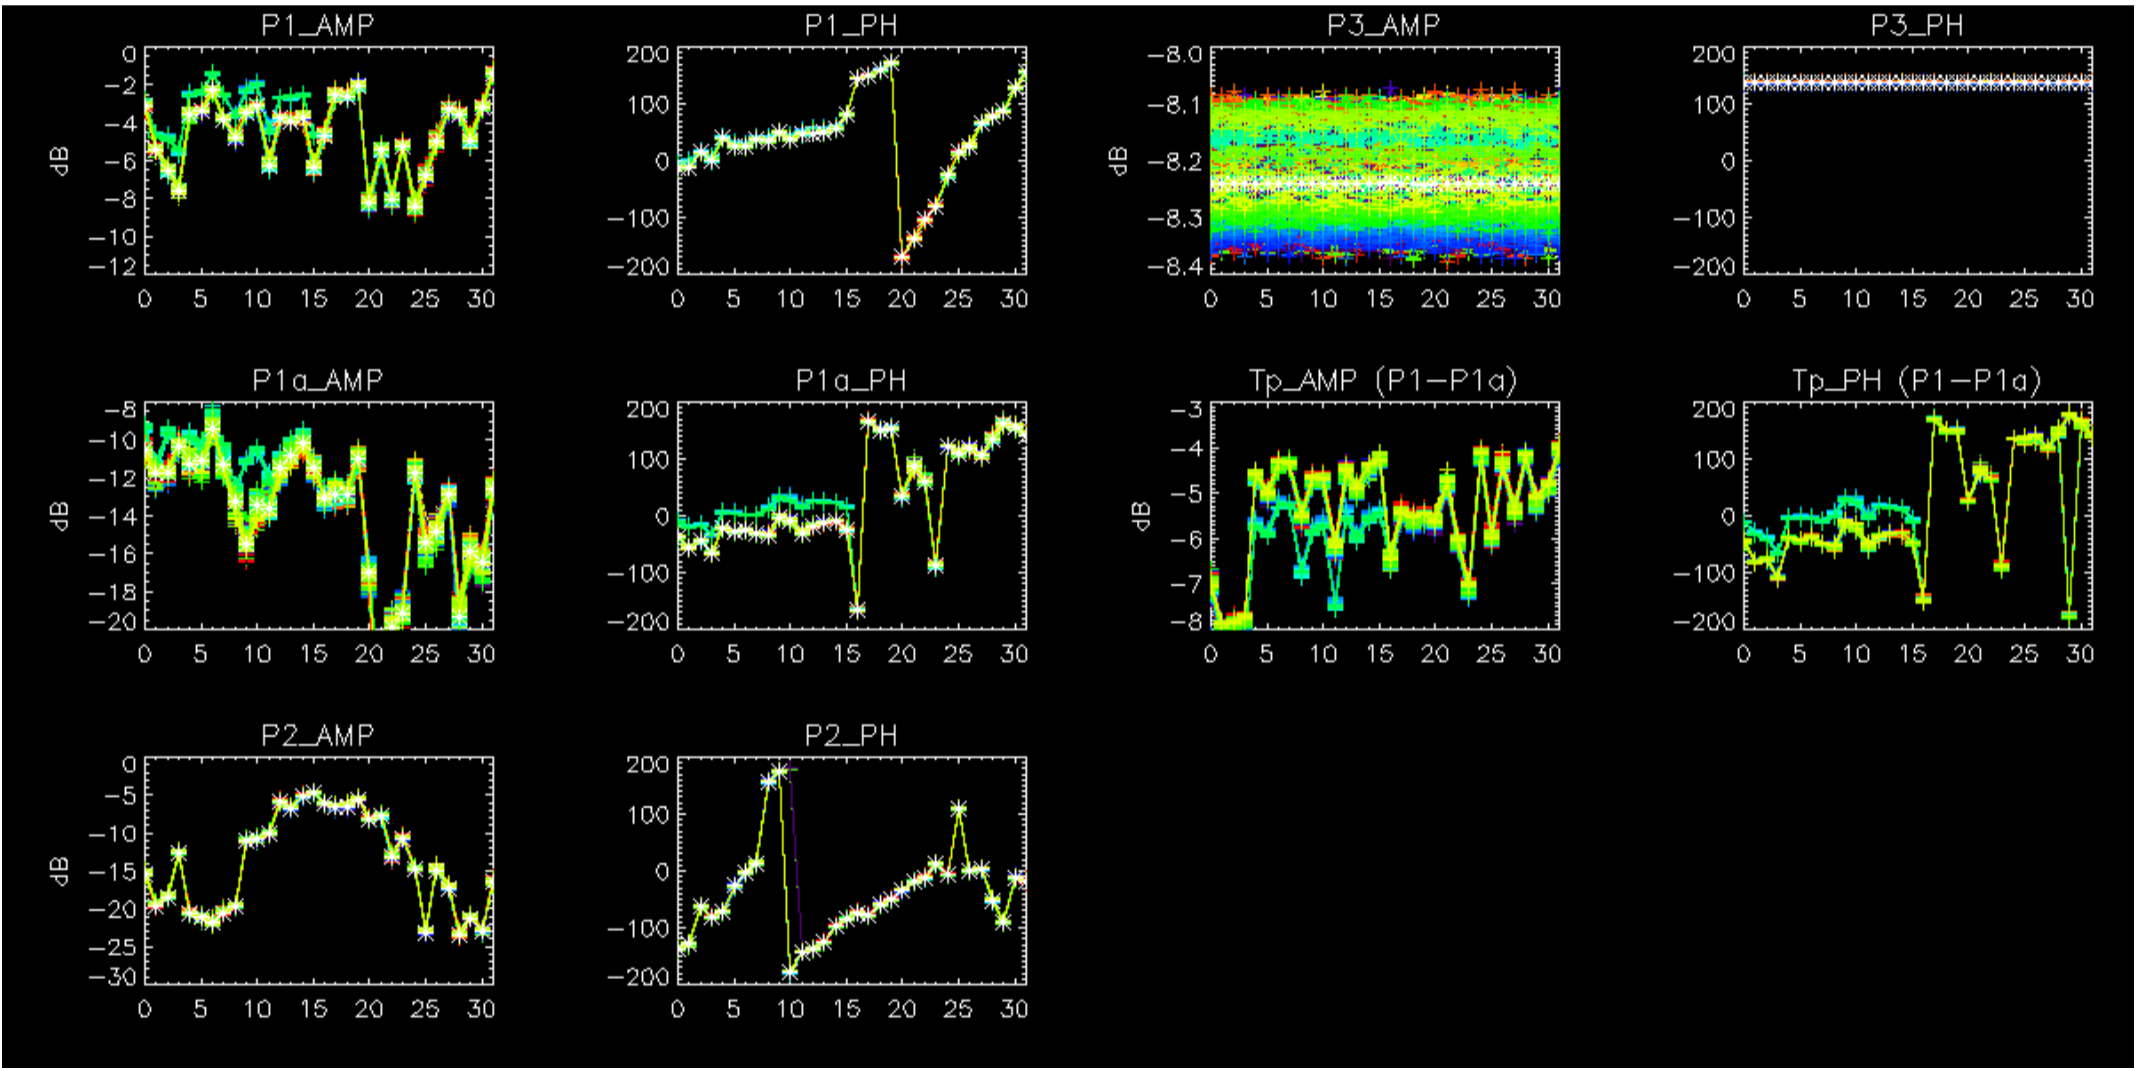 P1_AMP
P1_PH
P3_AMP
P3_PH
0
−2
−4
−6
−8
−10
−12
dB
0 5 10 15 20 25 30
200
100
0
−100
−200
0 5 10 15 20 25 30
−8.0
−8.1
−8.2
−8.3
−8.4
dB
0 5 10 15 20 25 30
200
100
0
−100
−200
0 5 10 15 20 25 30
P1a_AMP
P1a_PH
Tp_AMP (P1−P1a)
Tp_PH (P1−P1a)
−8
−10
−12
−14
−16
−18
−20
dB
0 5 10 15 20 25 30
200
100
0
−100
−200
0 5 10 15 20 25 30
−3
−4
−5
−6
−7
−8
dB
0 5 10 15 20 25 30
200
100
0
−100
−200
0 5 10 15 20 25 30
P2_AMP
P2_PH
0
−5
−10
−15
−20
−25
−30
dB
0 5 10 15 20 25 30
200
100
0
−100
−200
0 5 10 15 20 25 30